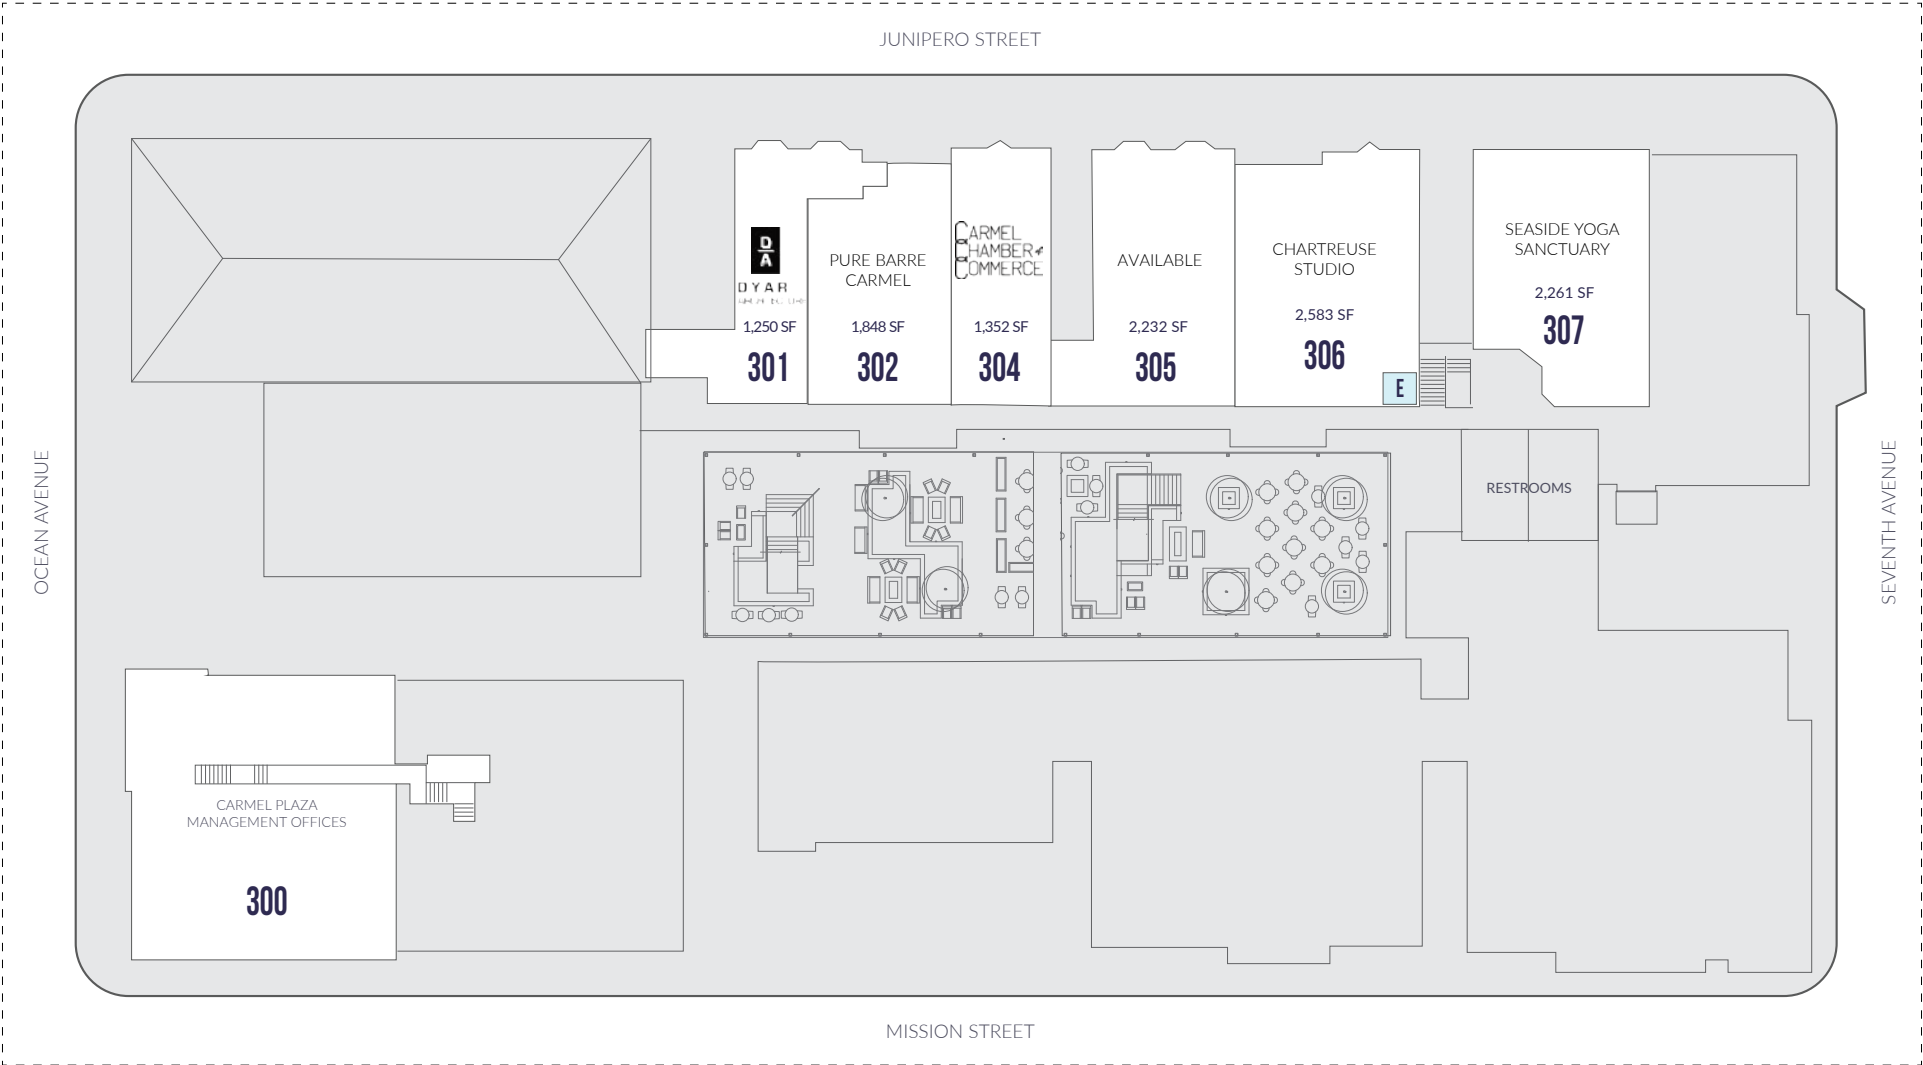 JUNIPERO STREET
OCEAN AVENUE
D
A
DYAR
ARCHITECTURE
1,250 SF
301
PURE BARRE
CARMEL
1,848 SF
302
CARMEL
CHAMBER of
COMMERCE
1,352 SF
304
AVAILABLE
2,232 SF
305
CHARTREUSE
STUDIO
2,583 SF
306
E
SEASIDE YOGA
SANCTUARY
2,261 SF
307
RESTROOMS
SEVENTH AVENUE
CARMEL PLAZA
MANAGEMENT OFFICES
300
MISSION STREET